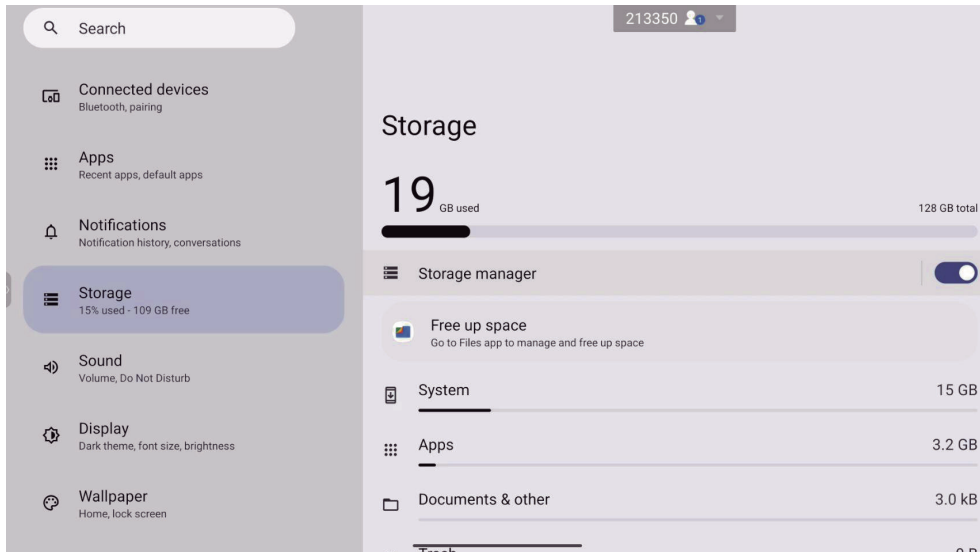 Search
Connected devices
Bluetooth, pairing
Apps
Recent apps, default apps
Notifications
Notification history, conversations
Storage
15% used - 109 GB free
Sound
Volume, Do Not Disturb
Display
Dark theme, font size, brightness
Wallpaper
Home, lock screen
213350 1
Storage
19 GB used
128 GB total
Storage manager
Free up space
Go to Files app to manage and free up space
System 15 GB
Apps 3.2 GB
Documents & other 3.0 kB
Trash 0 B